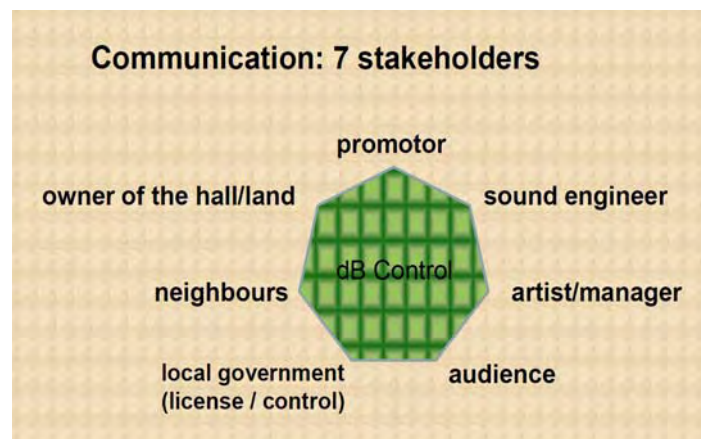 Communication: 7 stakeholders
promotor
owner of the hall/land
sound engineer
dB Control
neighbours
artist/manager
local government
(license / control)
audience